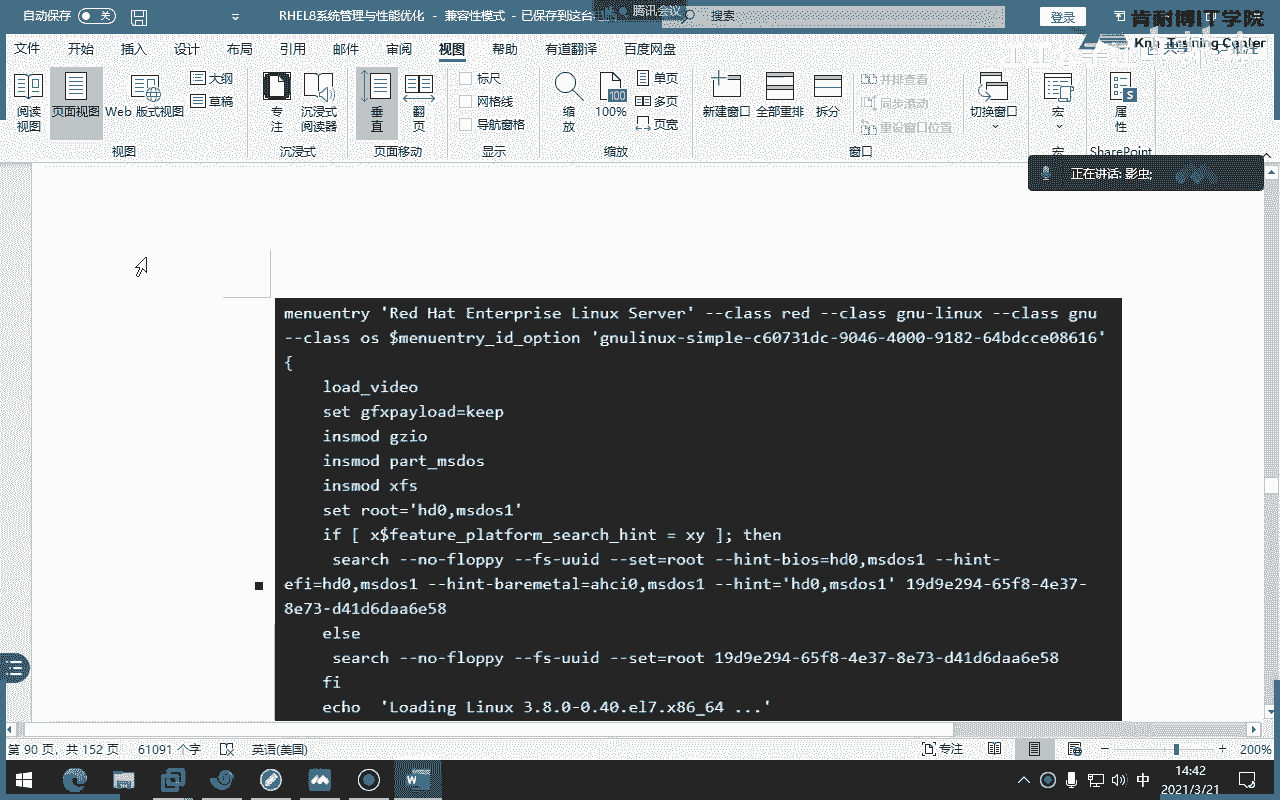 自动保存 关 RHEL8系统管理与性能优化 - 兼容性模式 - 已保存到这台 腾讯会议 搜索 登录
肯耐博IT学院
文件 开始 插入 设计 布局 引用 邮件 审阅 视图 帮助 有道翻译 百度网盘 共享
阅读视图 页面视图 Web 版式视图 大纲 草稿 专注 沉浸式阅读器 垂直 翻页 标尺 网格线 导航窗格 缩放 100 100% 单页 多页 页宽 新建窗口 全部重排 拆分 并排查看 同步滚动 重设窗口位置 切换窗口 宏 属性
视图 沉浸式 页面移动 显示 缩放 窗口 宏 SharePoint
正在讲话: 影虫;
menuentry 'Red Hat Enterprise Linux Server' --class red --class gnu-linux --class gnu
--class os $menuentry_id_option 'gnulinux-simple-c60731dc-9046-4000-9182-64bdcce08616'
{
load_video
set gfxpayload=keep
insmod gzio
insmod part_msdos
insmod xfs
set root='hd0,msdos1'
if [ x$feature_platform_search_hint = xy ]; then
search --no-floppy --fs-uuid --set=root --hint-bios=hd0,msdos1 --hint-
efi=hd0,msdos1 --hint-baremetal=ahci0,msdos1 --hint='hd0,msdos1' 19d9e294-65f8-4e37-
8e73-d41d6daa6e58
else
search --no-floppy --fs-uuid --set=root 19d9e294-65f8-4e37-8e73-d41d6daa6e58
fi
echo 'Loading Linux 3.8.0-0.40.el7.x86_64 ...'
第 90 页，共 152 页 61091 个字 英语(美国) 专注 200%
中 14:42
2021/3/21